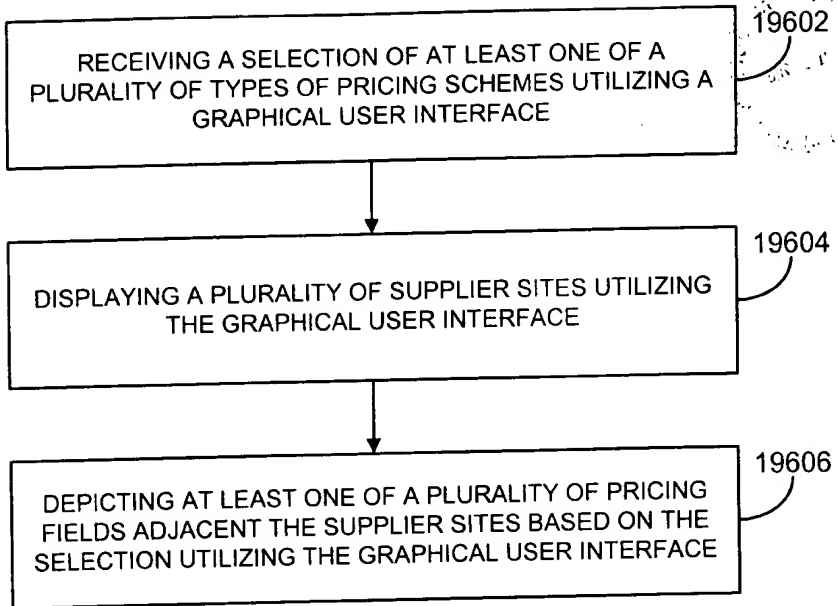 19602
RECEIVING A SELECTION OF AT LEAST ONE OF A
PLURALITY OF TYPES OF PRICING SCHEMES UTILIZING A
GRAPHICAL USER INTERFACE
19604
DISPLAYING A PLURALITY OF SUPPLIER SITES UTILIZING
THE GRAPHICAL USER INTERFACE
19606
DEPICTING AT LEAST ONE OF A PLURALITY OF PRICING
FIELDS ADJACENT THE SUPPLIER SITES BASED ON THE
SELECTION UTILIZING THE GRAPHICAL USER INTERFACE